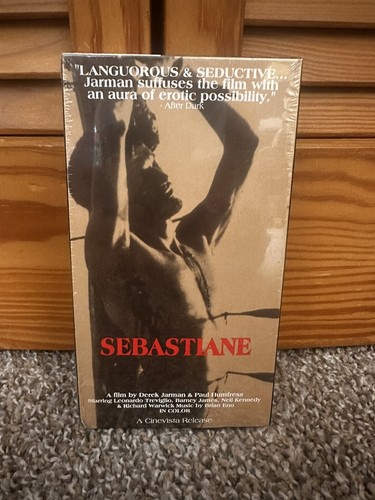 "LANGUOROUS & SEDUCTIVE...
Jarman suffuses the film with
an aura of erotic possibility."
- After Dark
SEBASTIANE
A film by Derek Jarman & Paul Humfress
Starring Leonardo Treviglio, Barney James, Neil Kennedy
& Richard Warwick Music by Brian Eno
IN COLOR
A Cinevista Release